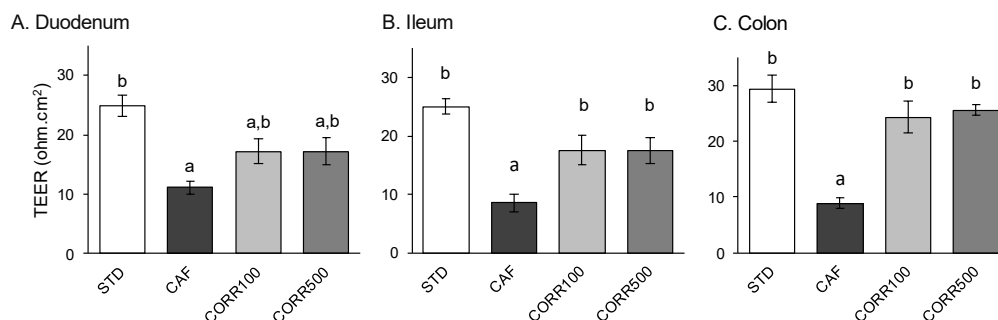 A. Duodenum
TEER (ohm.cm²)
30
20
10
0
b
a
a,b
a,b
STD
CAF
CORR100
CORR500
B. Ileum
30
20
10
0
b
a
b
b
STD
CAF
CORR100
CORR500
C. Colon
30
20
10
0
b
a
b
b
STD
CAF
CORR100
CORR500